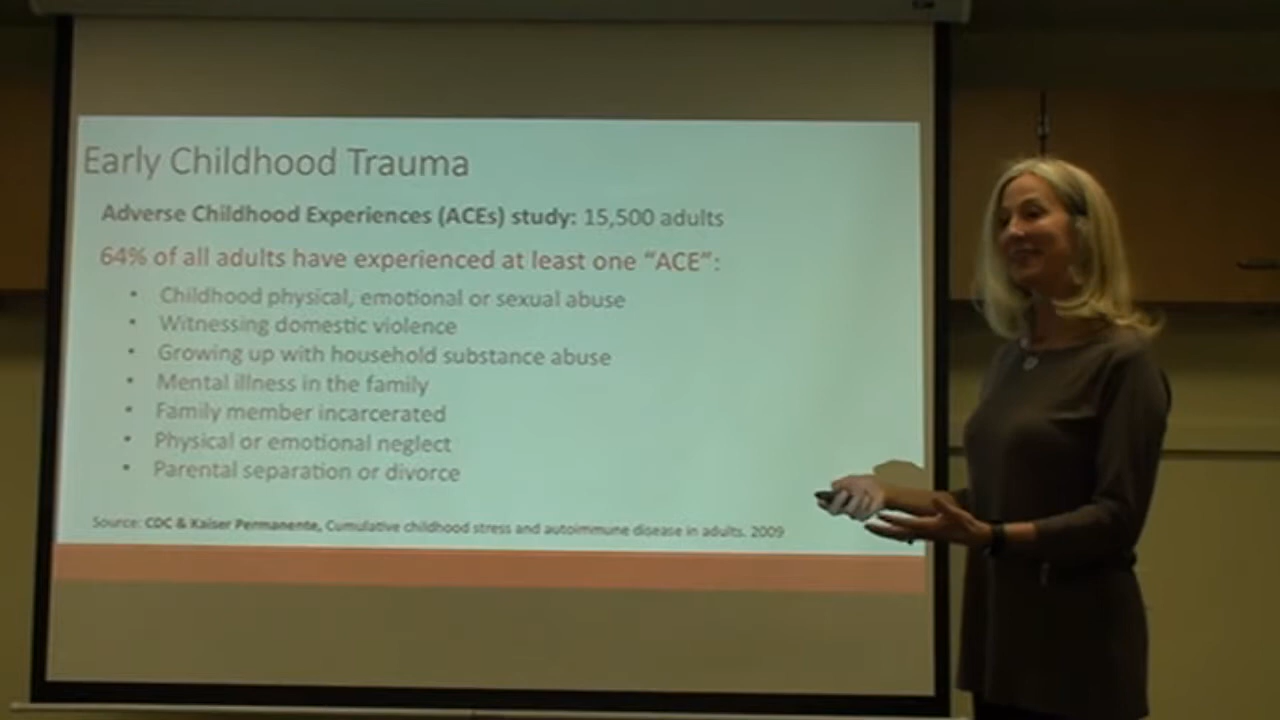 Early Childhood Trauma
Adverse Childhood Experiences (ACEs) study: 15,500 adults
64% of all adults have experienced at least one “ACE”:
• Childhood physical, emotional or sexual abuse
• Witnessing domestic violence
• Growing up with household substance abuse
• Mental illness in the family
• Family member incarcerated
• Physical or emotional neglect
• Parental separation or divorce
Source: CDC & Kaiser Permanente, Cumulative childhood stress and autoimmune disease in adults. 2009